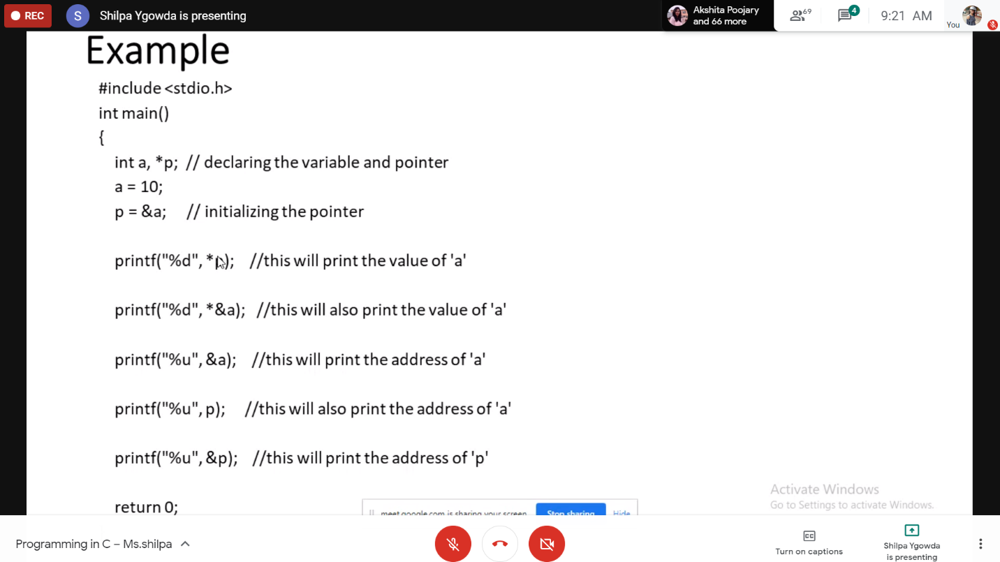 REC
S
Shilpa Ygowda is presenting
Akshita Poojary
and 66 more
69
4
9:21 AM
You
Example
#include <stdio.h>
int main()
{
int a, *p; // declaring the variable and pointer
a = 10;
p = &a; // initializing the pointer
printf("%d", *p); //this will print the value of 'a'
printf("%d", *&a); //this will also print the value of 'a'
printf("%u", &a); //this will print the address of 'a'
printf("%u", p); //this will also print the address of 'a'
printf("%u", &p); //this will print the address of 'p'
return 0;
meet.google.com is sharing your screen. Stop sharing Hide
Activate Windows
Go to Settings to activate Windows.
Programming in C – Ms.shilpa
CC
Turn on captions
Shilpa Ygowda
is presenting